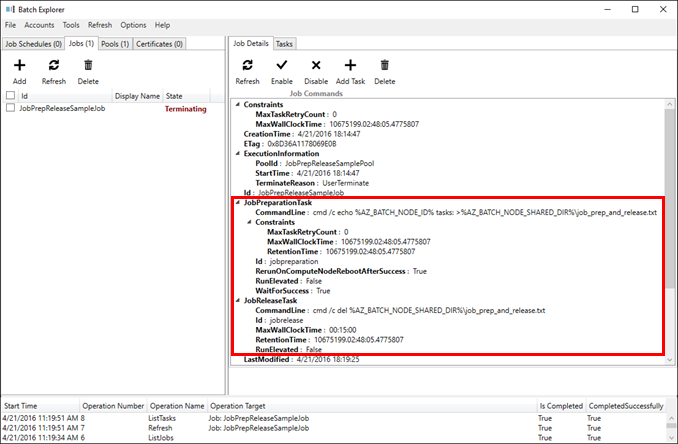 Batch Explorer
File Accounts Tools Refresh Options Help
Job Schedules (0) Jobs (1) Pools (1) Certificates (0)
Add Refresh Delete
Id Display Name State
JobPrepReleaseSampleJob Terminating
Job Details Tasks
Refresh Enable Disable Add Task Delete
Job Commands
Constraints
MaxTaskRetryCount : 0
MaxWallClockTime : 10675199.02:48:05.4775807
CreationTime : 4/21/2016 18:14:47
ETag : 0x8D36A1178069E0B
ExecutionInformation
PoolId : JobPrepReleaseSamplePool
StartTime : 4/21/2016 18:14:47
TerminateReason : UserTerminate
Id : JobPrepReleaseSampleJob
JobPreparationTask
CommandLine : cmd /c echo %AZ_BATCH_NODE_ID% tasks: >%AZ_BATCH_NODE_SHARED_DIR%\job_prep_and_release.txt
Constraints
MaxTaskRetryCount : 0
MaxWallClockTime : 10675199.02:48:05.4775807
RetentionTime : 10675199.02:48:05.4775807
Id : jobpreparation
RerunOnComputeNodeRebootAfterSuccess : True
RunElevated : False
WaitForSuccess : True
JobReleaseTask
CommandLine : cmd /c del %AZ_BATCH_NODE_SHARED_DIR%\job_prep_and_release.txt
Id : jobrelease
MaxWallClockTime : 00:15:00
RetentionTime : 10675199.02:48:05.4775807
RunElevated : False
LastModified : 4/21/2016 18:19:25
Start Time Operation Number Operation Name Operation Target Is Completed CompletedSuccessfully
4/21/2016 11:19:51 AM 8 ListTasks Job: JobPrepReleaseSampleJob True True
4/21/2016 11:19:51 AM 7 Refresh Job: JobPrepReleaseSampleJob True True
4/21/2016 11:19:34 AM 6 ListJobs True True